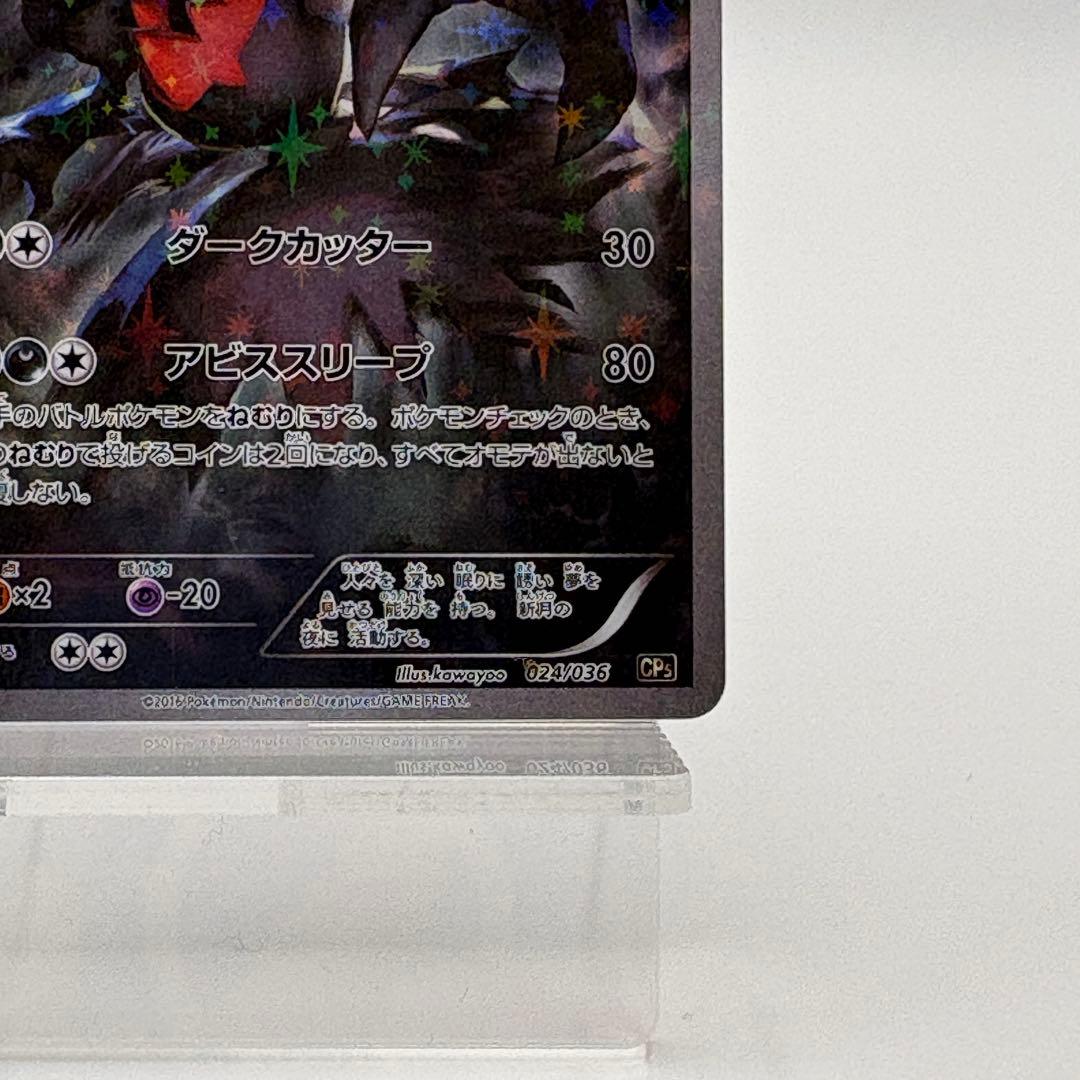 ダークカッター 30
アビススリープ 80
手のバトルポケモンをねむりにする。ポケモンチェックのとき、
のねむりで投げるコインは2回になり、すべてオモテが出ないと
復しない。
点 抵抗力
×2 -20
人々を 深い 眠りに 誘い 夢を
見せる 能力を 持つ。 新月の
夜に 活動する。
Illus.kawayoo 024/036 CP5
©2016 Pokémon/Nintendo/Creatures/GAME FREAK.